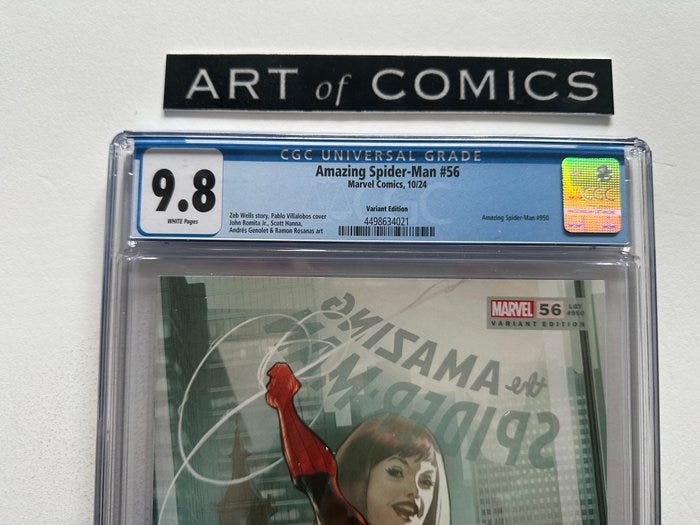 ART of COMICS
CGC UNIVERSAL GRADE
9.8
WHITE Pages
Amazing Spider-Man #56
Marvel Comics, 10/24
Variant Edition
Zeb Wells story, Pablo Villalobos cover
John Romita Jr., Scott Hanna,
Andrés Genolet & Ramon Rosanas art
4498634021
Amazing Spider-Man #950
CGC
MARVEL 56 LGY #950
VARIANT EDITION
the AMAZING
SPIDER-MAN